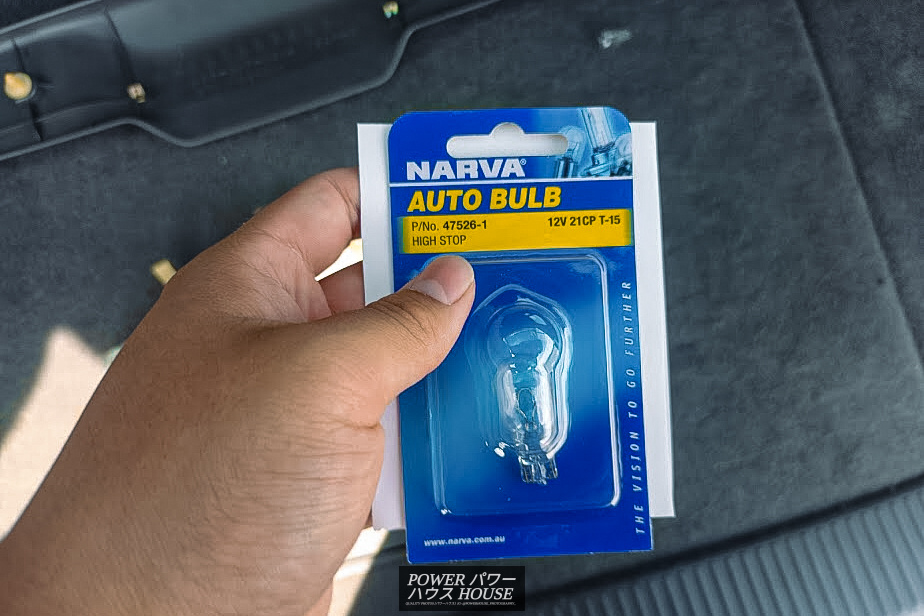 NARVA®
AUTO BULB
P/No. 47526-1 12V 21CP T-15
HIGH STOP
THE VISION TO GO FURTHER
www.narva.com.au
POWER パワー
ハウス HOUSE